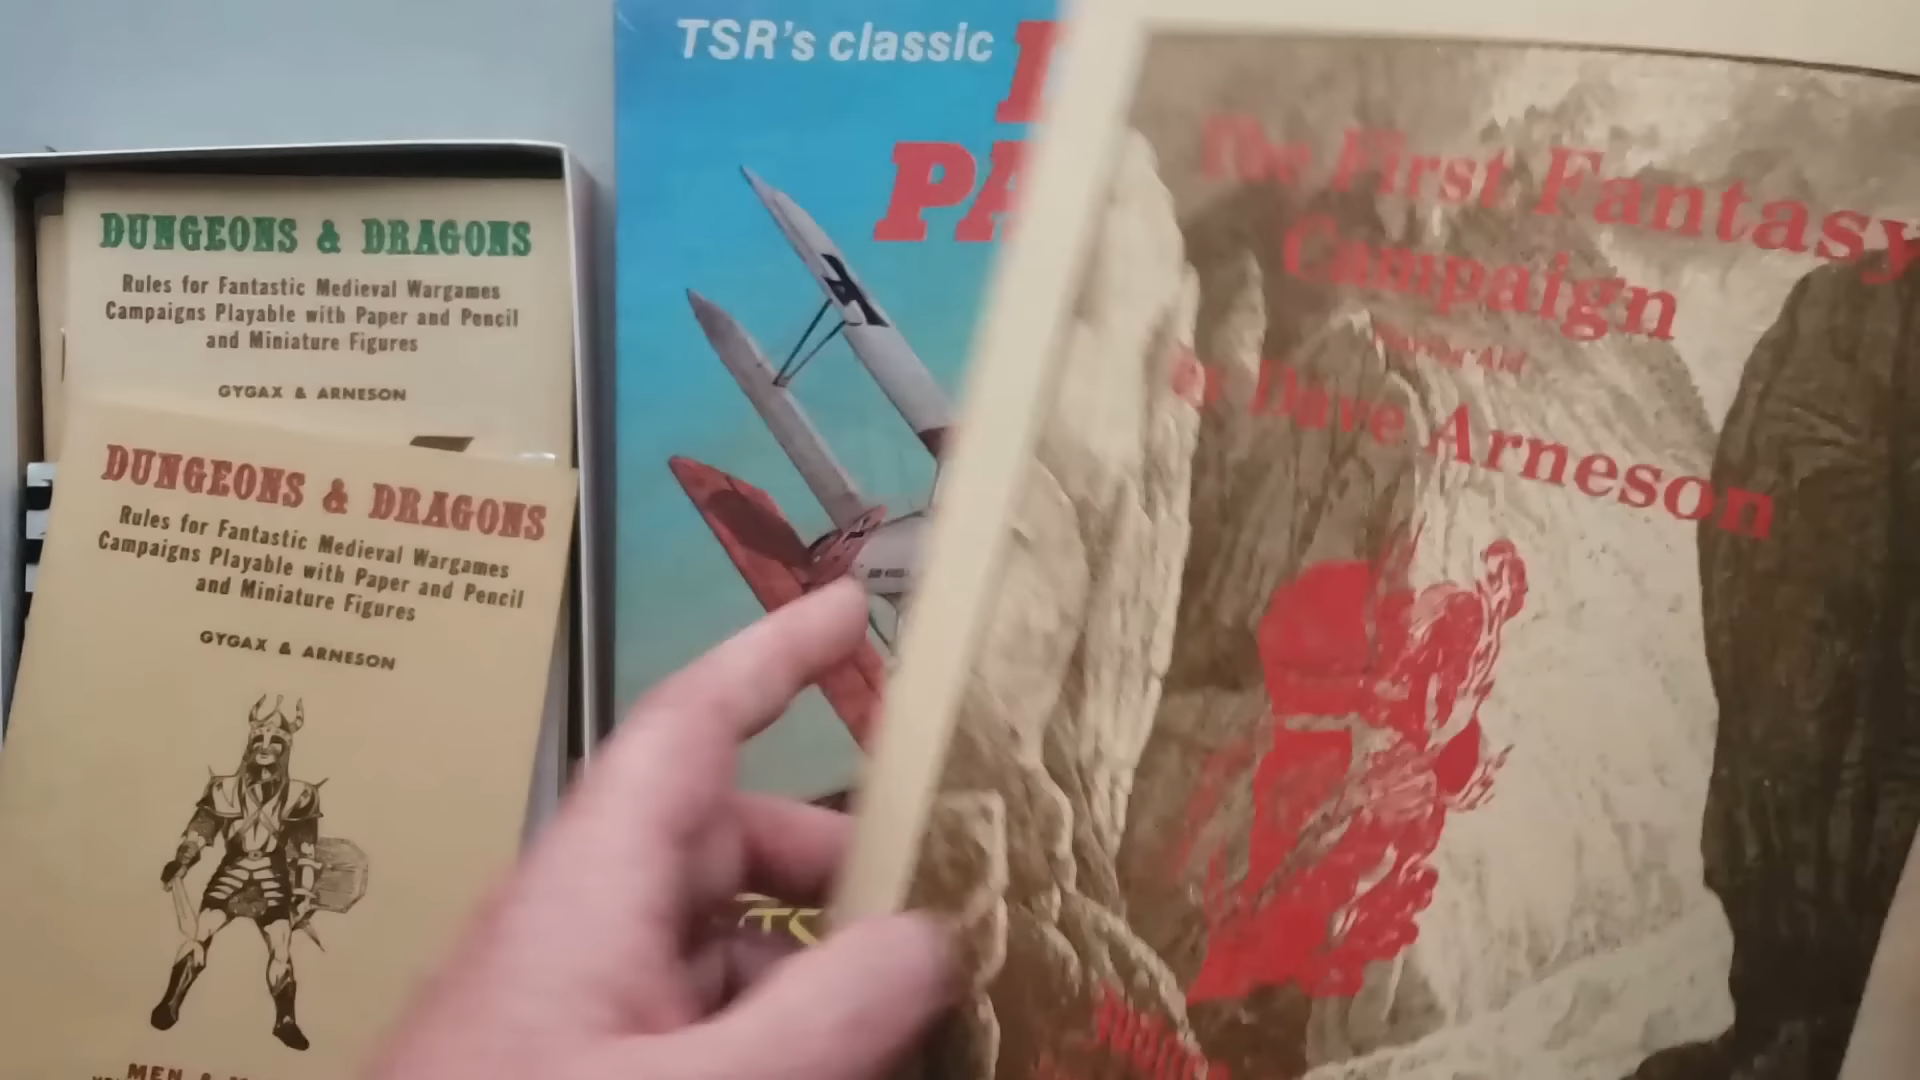 DUNGEONS & DRAGONS
Rules for Fantastic Medieval Wargames
Campaigns Playable with Paper and Pencil
and Miniature Figures
GYGAX & ARNESON
DUNGEONS & DRAGONS
Rules for Fantastic Medieval Wargames
Campaigns Playable with Paper and Pencil
and Miniature Figures
GYGAX & ARNESON
MEN &
TSR's classic
PA
TS
The First Fantasy
Campaign
Dave Arneson